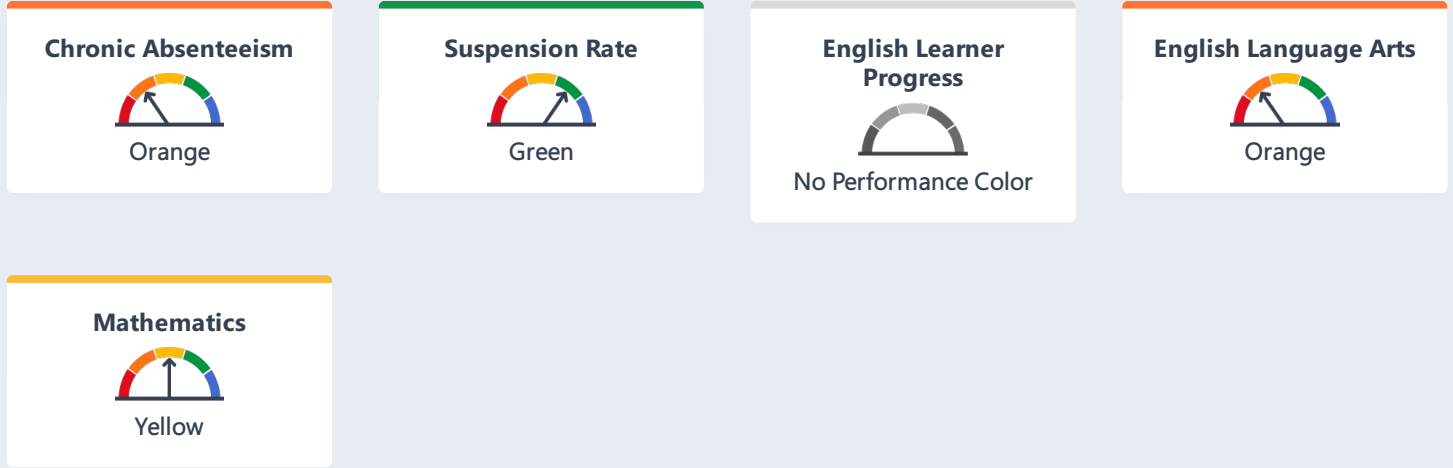 Chronic Absenteeism
Orange
Suspension Rate
Green
English Learner
Progress
No Performance Color
English Language Arts
Orange
Mathematics
Yellow